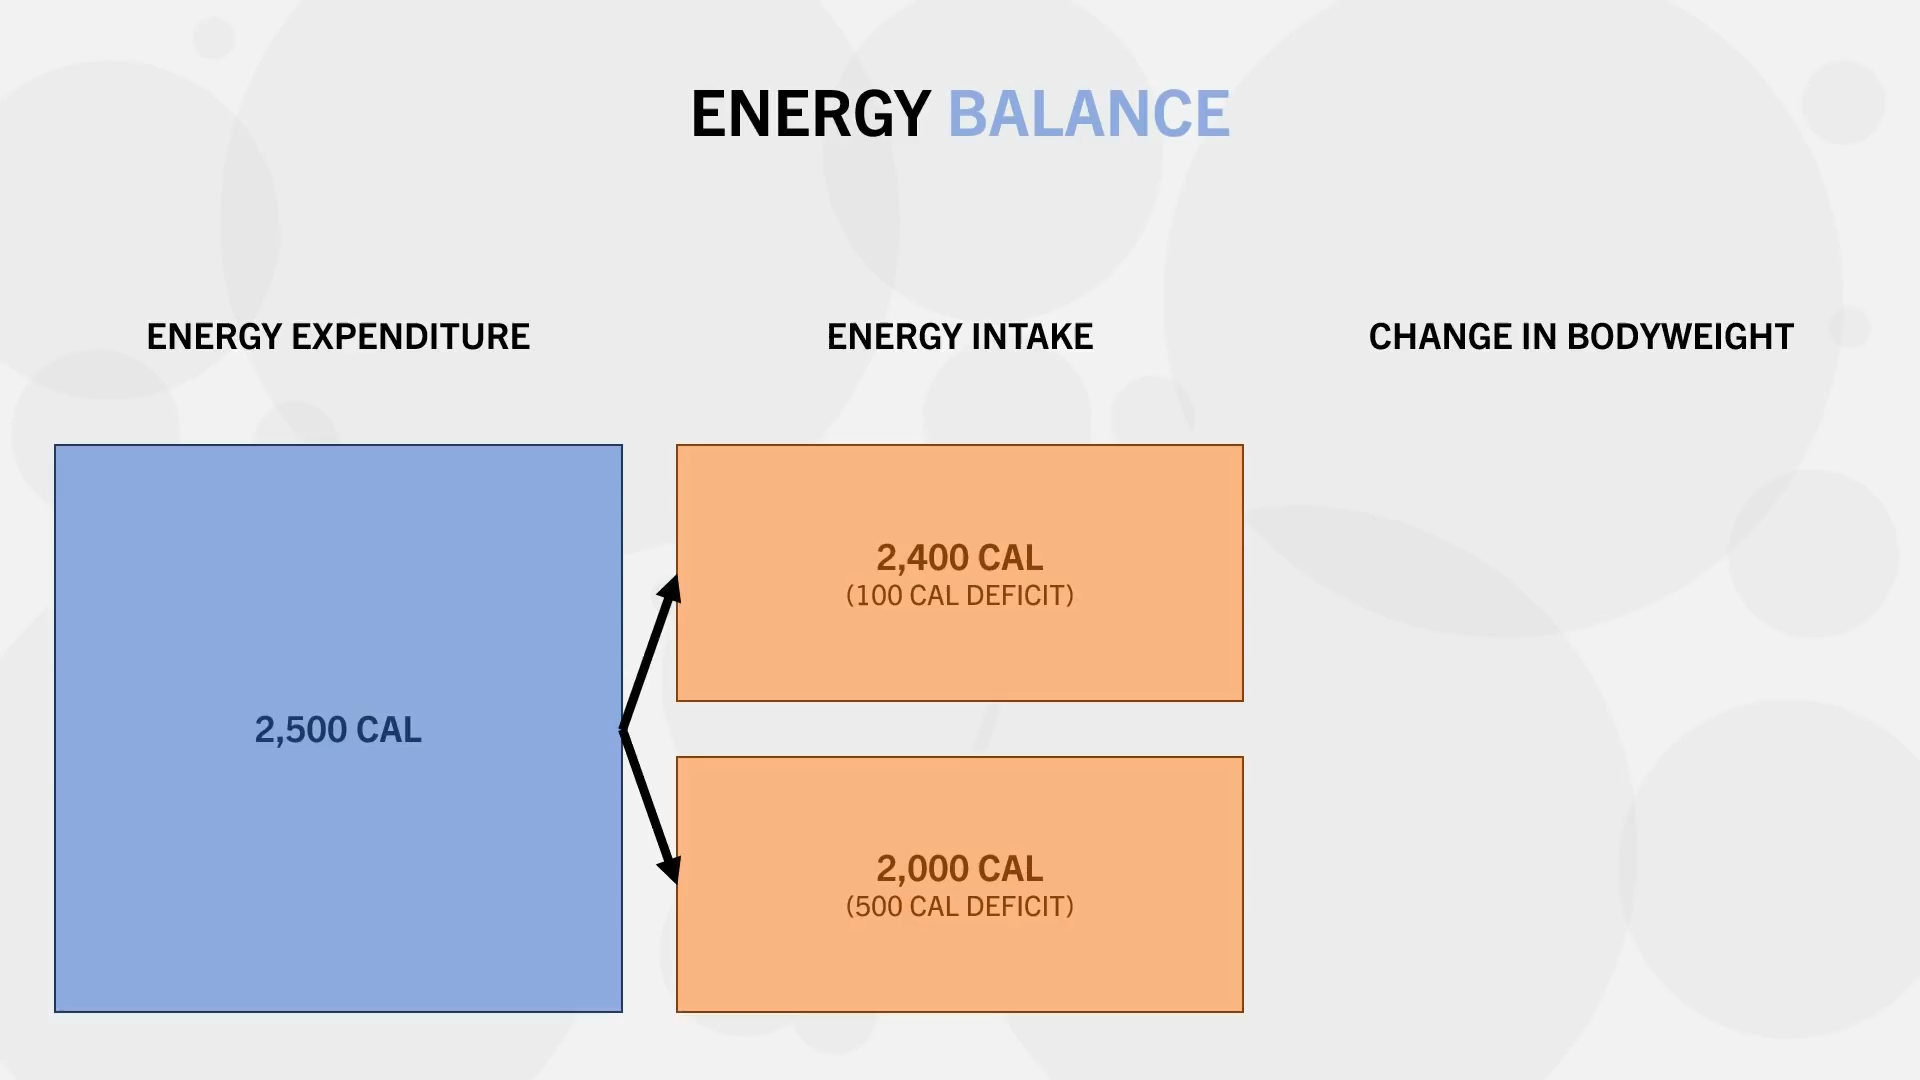 ENERGY BALANCE
ENERGY EXPENDITURE
ENERGY INTAKE
CHANGE IN BODYWEIGHT
2,500 CAL
2,400 CAL
(100 CAL DEFICIT)
2,000 CAL
(500 CAL DEFICIT)